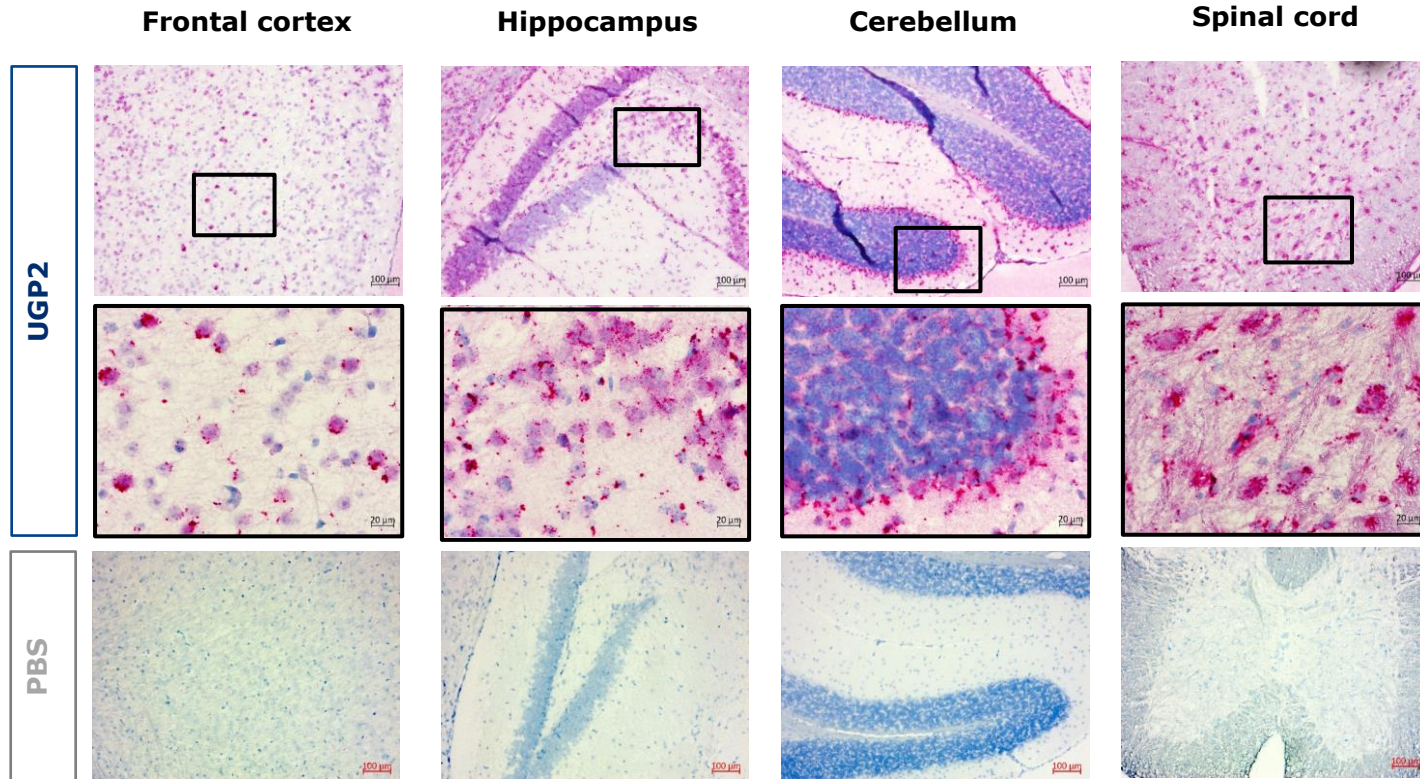 Frontal cortex
Hippocampus
Cerebellum
Spinal cord
UGP2
100 µm
100 µm
100 µm
100 µm
20 µm
20 µm
20 µm
20 µm
PBS
100 µm
100 µm
100 µm
100 µm